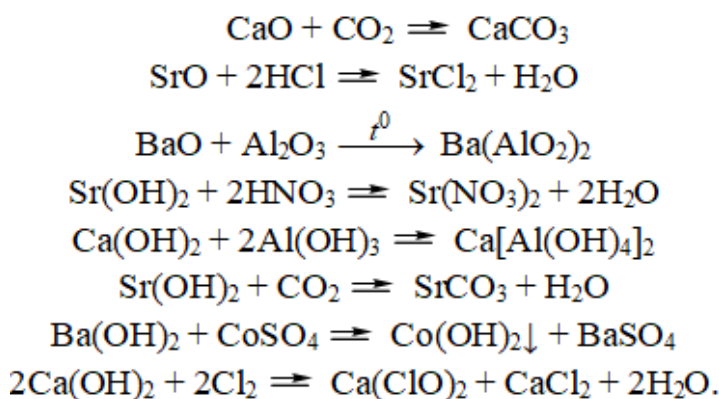 CaO + CO₂ ⇌ CaCO₃
SrO + 2HCl ⇌ SrCl₂ + H₂O
BaO + Al₂O₃ —t⁰→ Ba(AlO₂)₂
Sr(OH)₂ + 2HNO₃ ⇌ Sr(NO₃)₂ + 2H₂O
Ca(OH)₂ + 2Al(OH)₃ ⇌ Ca[Al(OH)₄]₂
Sr(OH)₂ + CO₂ ⇌ SrCO₃ + H₂O
Ba(OH)₂ + CoSO₄ ⇌ Co(OH)₂↓ + BaSO₄
2Ca(OH)₂ + 2Cl₂ ⇌ Ca(ClO)₂ + CaCl₂ + 2H₂O.